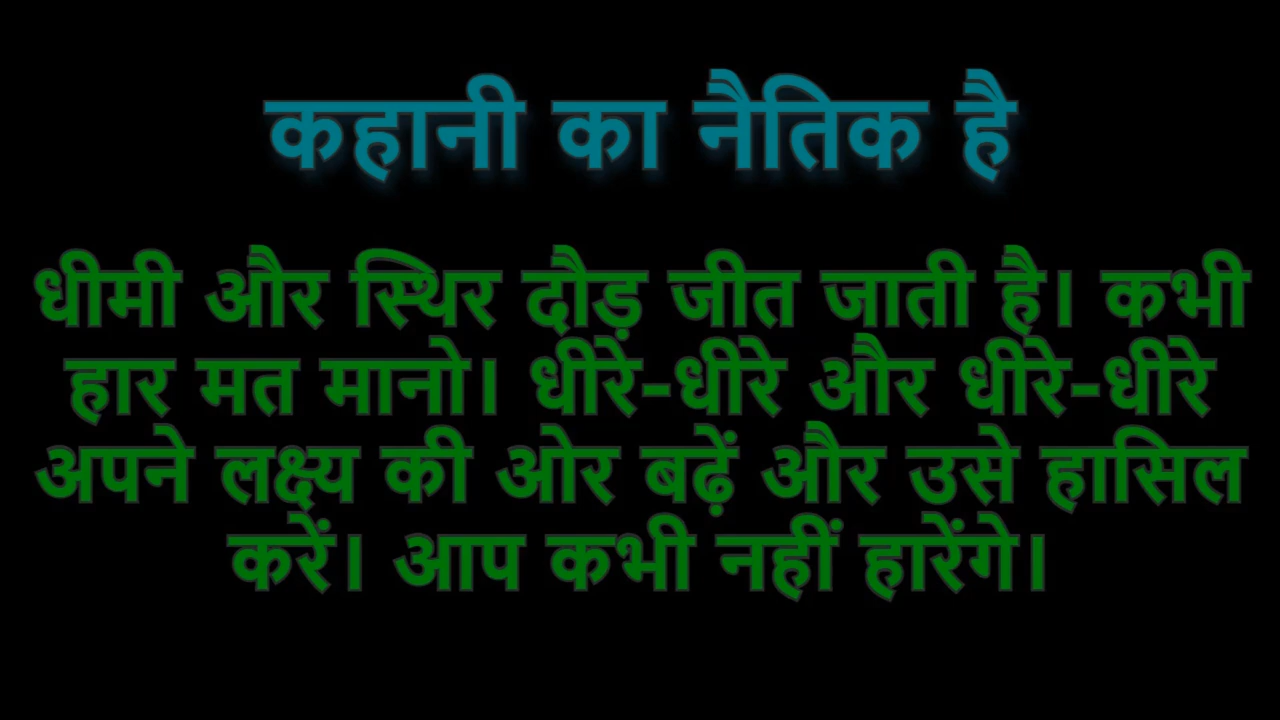 कहानी का नैतिक है
धीमी और स्थिर दौड़ जीत जाती है। कभी
हार मत मानो। धीरे-धीरे और धीरे-धीरे
अपने लक्ष्य की ओर बढ़ें और उसे हासिल
करें। आप कभी नहीं हारेंगे।